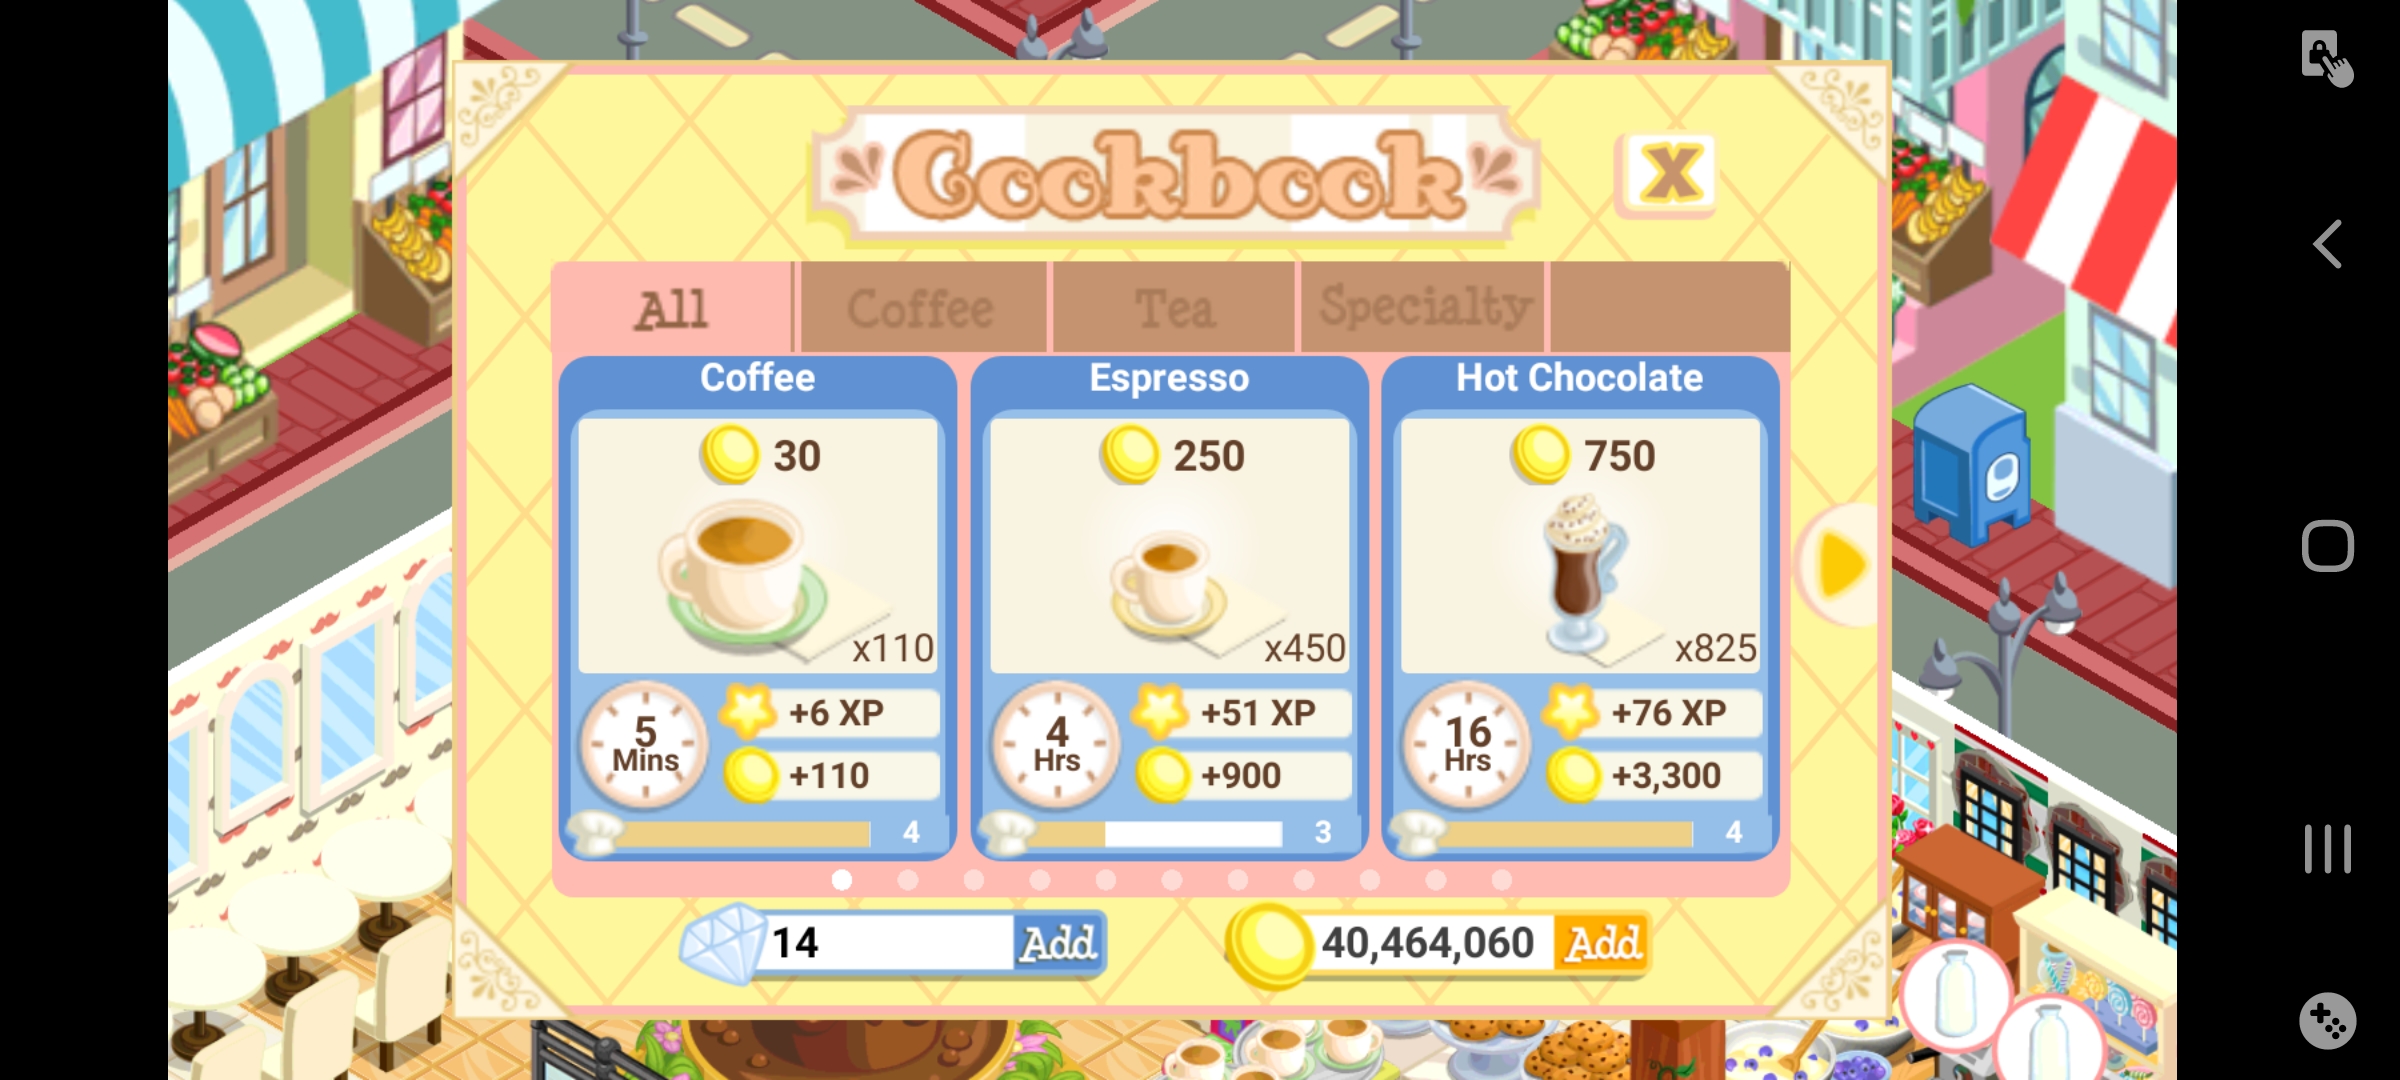 Cookbook
X
All
Coffee
Tea
Specialty
Coffee
30
x110
5
Mins
+6 XP
+110
4
Espresso
250
x450
4
Hrs
+51 XP
+900
3
Hot Chocolate
750
x825
16
Hrs
+76 XP
+3,300
4
14
Add
40,464,060
Add